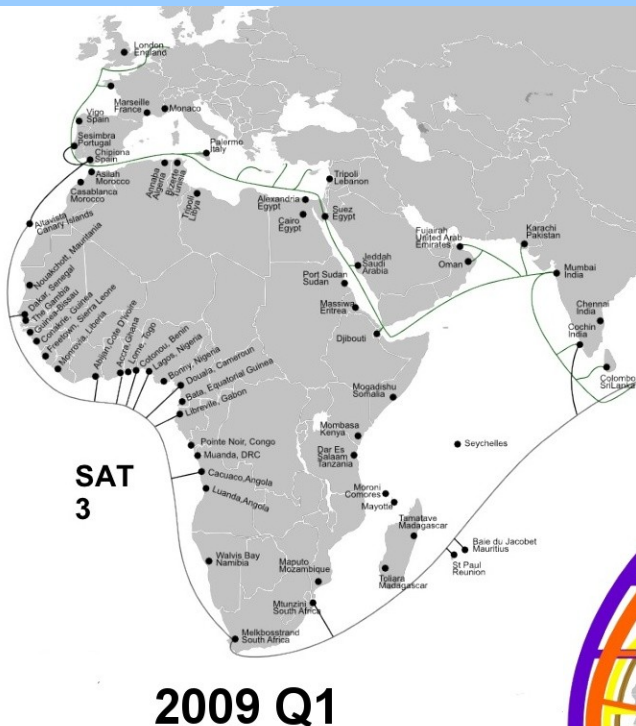 London
England
Marseille
France
Monaco
Vigo
Spain
Sesimbra
Portugal
Chipiona
Spain
Palermo
Italy
Asilah
Morocco
Casablanca
Morocco
Annaba
Algeria
Bizerte
Tunisia
Tripoli
Libya
Tripoli
Lebanon
Alexandria
Egypt
Cairo
Egypt
Suez
Egypt
Altavista
Canary Islands
Jeddah
Saudi
Arabia
Fujairah
United Arab
Emirates
Oman
Karachi
Pakistan
Mumbai
India
Chennni
India
Cochin
India
Colombo
SriLanka
Port Sudan
Sudan
Massiwa
Eritrea
Djibouti
Nouakchott, Mauritania
Dakar, Senegal
The Gambia
Guinea-Bissau
Conakrie, Guinea
Freetown, Sierra Leone
Monrovia, Liberia
Abijan,Cote D'ivoire
Accra,Ghana
Lome, Togo
Cotonou, Benin
Lagos, Nigeria
Bonny, Nigeria
Douala, Cameroun
Bata, Equatorial Guinea
Libreville, Gabon
Mogadishu
Somalia
Mombasa
Kenya
Dar Es
Salaam
Tanzania
Seychelles
Pointe Noir, Congo
Muanda, DRC
Cacuaco,Angola
Luanda,Angola
SAT
3
Moroni
Comores
Mayotte
Tamatave
Madagascar
Baie du Jacobet
Mauritius
St Paul
Reunion
Toliara
Madagascar
Walvis Bay
Namibia
Maputo
Mozambique
Mtunzini
South Africa
Melkbosstrand
South Africa
2009 Q1